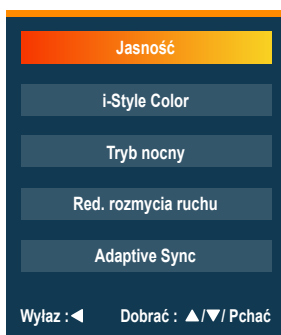 Jasność
i-Style Color
Tryb nocny
Red. rozmycia ruchu
Adaptive Sync
Wyłaz :◀ Dobrać : ▲/▼/ Pchać